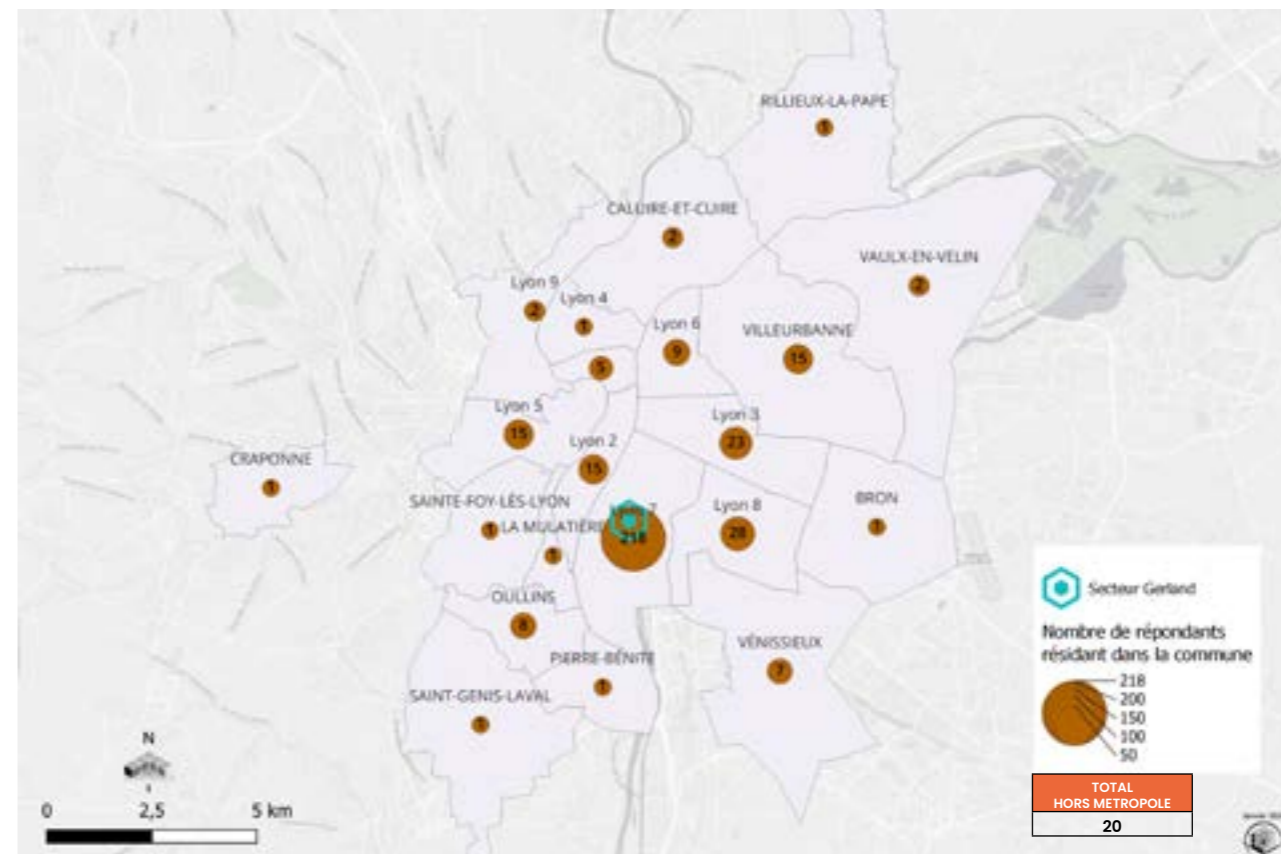 RILLIEUX-LA-PAPE
1
CALUIRE-ET-CUIRE
2
VAULX-EN-VELIN
2
Lyon 9
2
Lyon 4
1
Lyon 6
9
VILLEURBANNE
15
5
Lyon 5
15
Lyon 3
23
Lyon 2
15
CRAPONNE
1
SAINTE-FOY-LÈS-LYON
1
LA MULATIÈRE
1
218
Lyon 8
28
BRON
1
OULLINS
8
PIERRE-BÉNITE
1
VÉNISSIEUX
7
SAINT-GENIS-LAVAL
1
Secteur Gerland
Nombre de répondants
résidant dans la commune
218
200
150
100
50
TOTAL
HORS METROPOLE
20
N
0 2,5 5 km